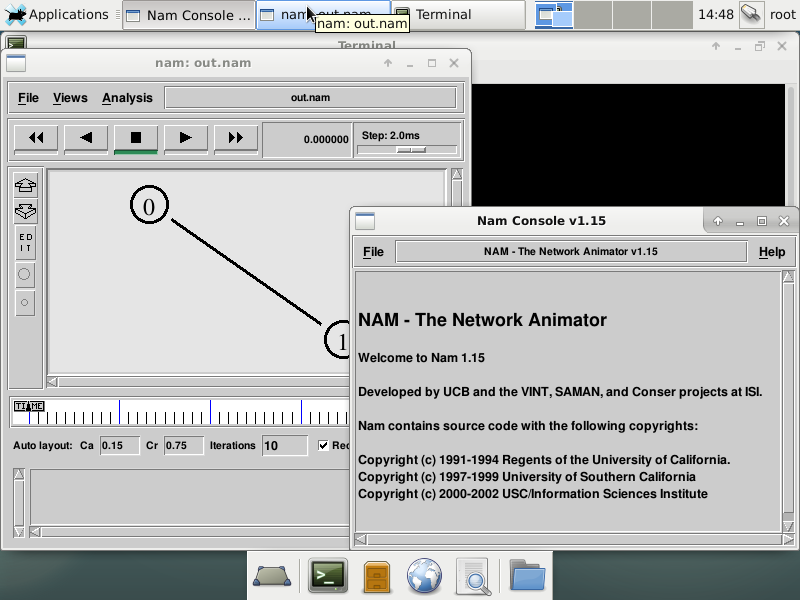 Applications
Nam Console ...
nam: out.nam
Terminal
14:48
root
nam: out.nam
Terminal
nam: out.nam
File Views Analysis
out.nam
0.000000
Step: 2.0ms
0
1
E D
I T
TIME
Auto layout: Ca 0.15 Cr 0.75 Iterations 10
Nam Console v1.15
File
NAM - The Network Animator v1.15
Help
NAM - The Network Animator
Welcome to Nam 1.15
Developed by UCB and the VINT, SAMAN, and Conser projects at ISI.
Nam contains source code with the following copyrights:
Copyright (c) 1991-1994 Regents of the University of California.
Copyright (c) 1997-1999 University of Southern California
Copyright (c) 2000-2002 USC/Information Sciences Institute